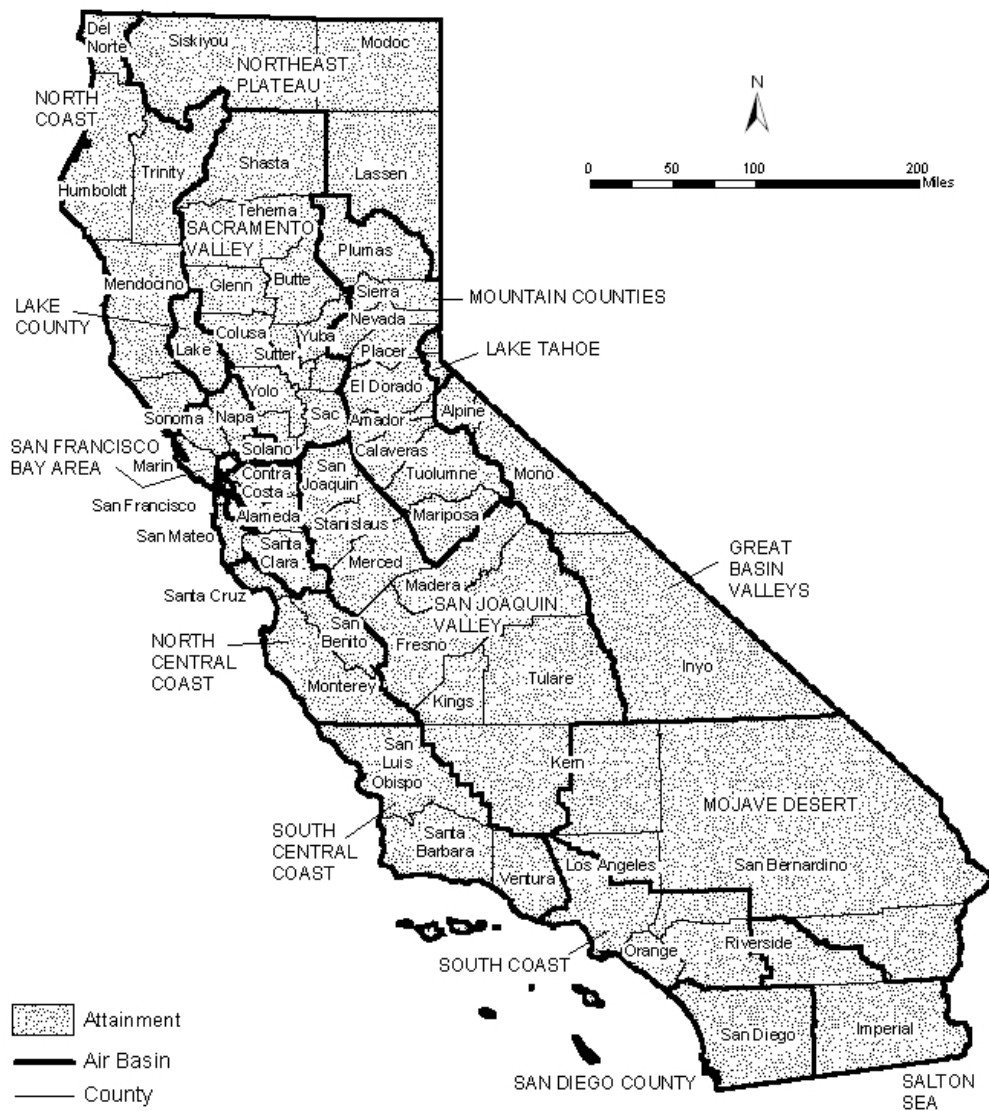 Del
Norte
Siskiyou
Modoc
NORTHEAST
PLATEAU
NORTH
COAST
N
0 50 100 200
Miles
Humboldt
Trinity
Shasta
Lassen
Tehema
SACRAMENTO
VALLEY
Plumas
Mendocino
Glenn
Butte
Sierra
MOUNTAIN COUNTIES
LAKE
COUNTY
Nevada
Colusa
Yuba
Lake
Sutter
Placer
LAKE TAHOE
Yolo
El Dorado
Sonoma
Napa
Sac
Amador
Alpine
SAN FRANCISCO
BAY AREA
Solano
Calaveras
Marin
Contra
Costa
San
Joaquin
Tuolumne
Mono
San Francisco
Alameda
Stanislaus
Mariposa
San Mateo
Santa
Clara
Merced
GREAT
BASIN
VALLEYS
Santa Cruz
Madera
SAN JOAQUIN
VALLEY
NORTH
CENTRAL
COAST
San
Benito
Fresno
Inyo
Monterey
Kings
Tulare
San
Luis
Obispo
Kern
MOJAVE DESERT
SOUTH
CENTRAL
COAST
Santa
Barbara
Los Angeles
San Bernardino
Ventura
Orange
Riverside
SOUTH COAST
Attainment
Air Basin
County
San Diego
Imperial
SAN DIEGO COUNTY
SALTON
SEA